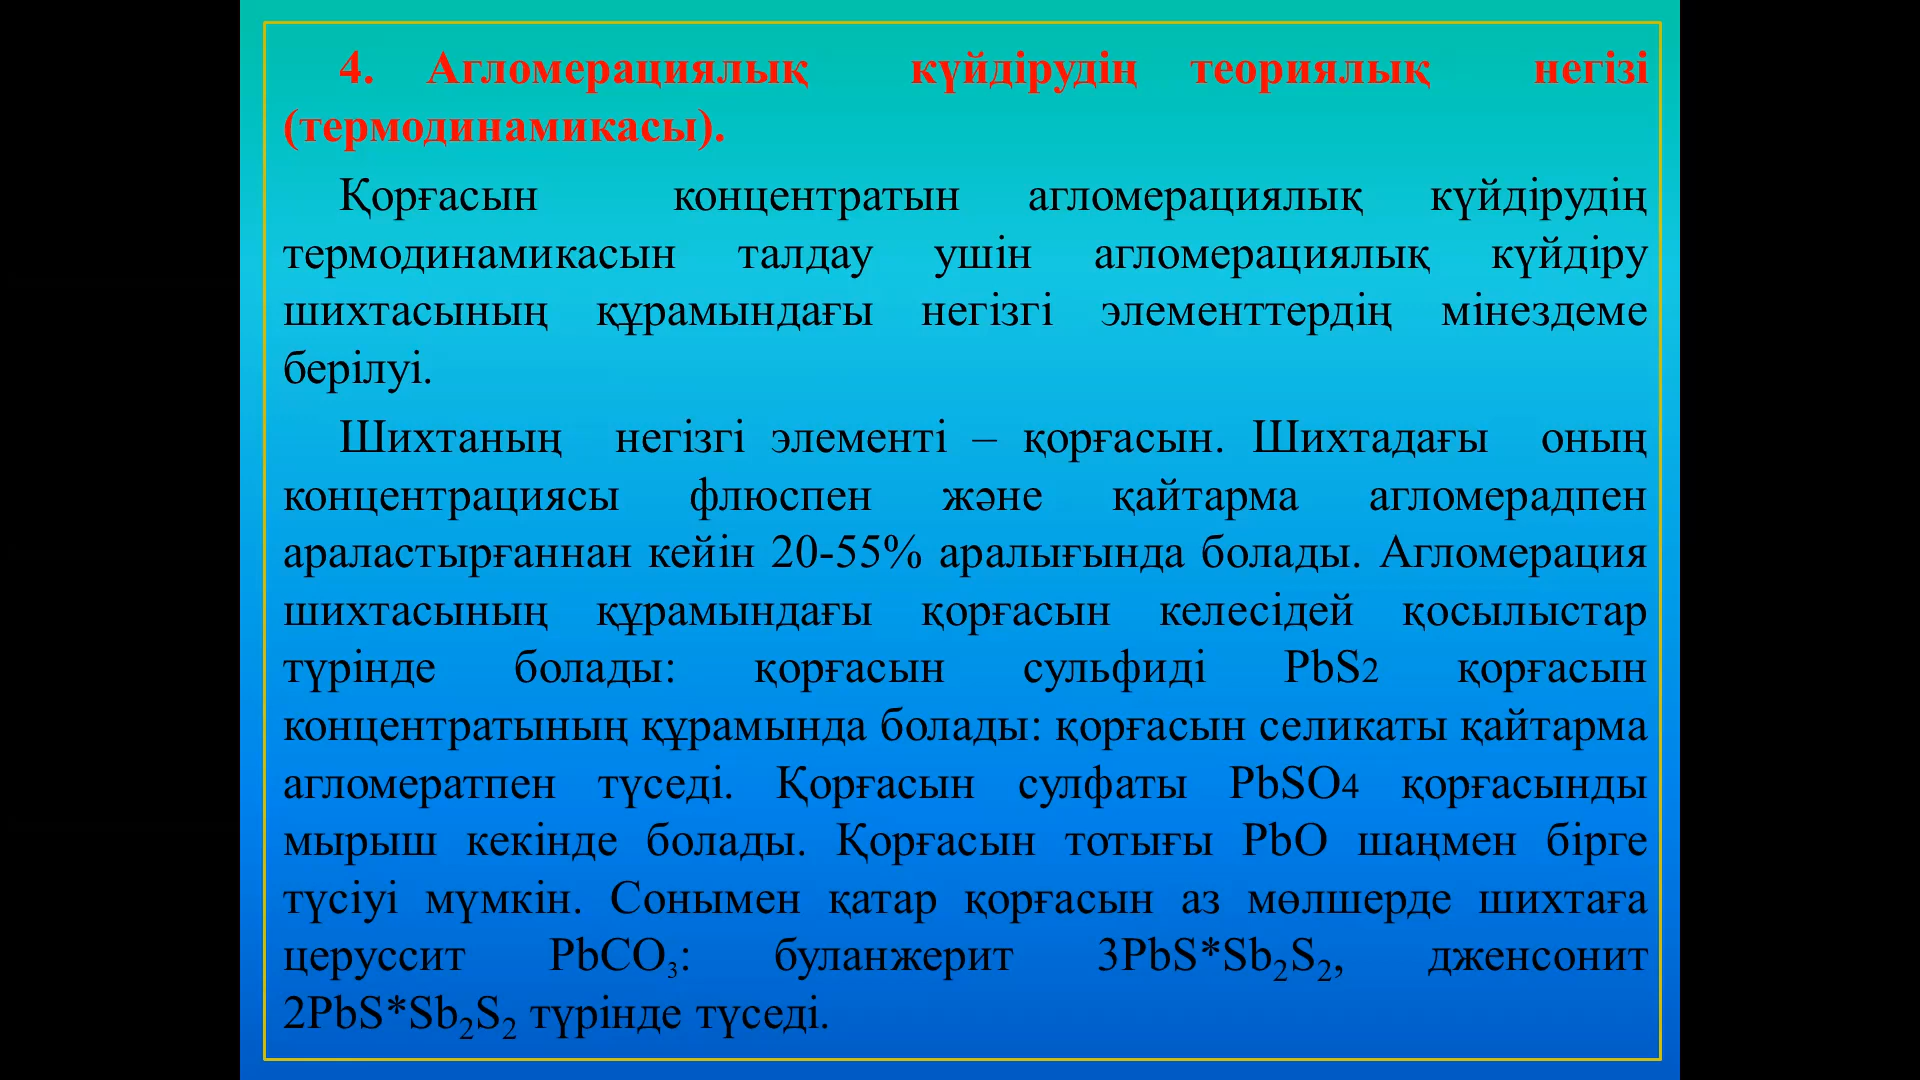 4. Агломерациялық күйдірудің теориялық негізі
(термодинамикасы).
Қорғасын концентратын агломерациялық күйдірудің
термодинамикасын талдау ушін агломерациялық күйдіру
шихтасының құрамындағы негізгі элементтердің мінездеме
берілуі.
Шихтаның негізгі элементі – қорғасын. Шихтадағы оның
концентрациясы флюспен және қайтарма агломерадпен
араластырғаннан кейін 20-55% аралығында болады. Агломерация
шихтасының құрамындағы қорғасын келесідей қосылыстар
түрінде болады: қорғасын сульфиді PbS2 қорғасын
концентратының құрамында болады: қорғасын селикаты қайтарма
агломератпен түседі. Қорғасын сулфаты PbSO4 қорғасынды
мырыш кекінде болады. Қорғасын тотығы PbO шаңмен бірге
түсіуі мүмкін. Сонымен қатар қорғасын аз мөлшерде шихтаға
церуссит PbCO₃: буланжерит 3PbS*Sb₂S₂, дженсонит
2PbS*Sb₂S₂ түрінде түседі.